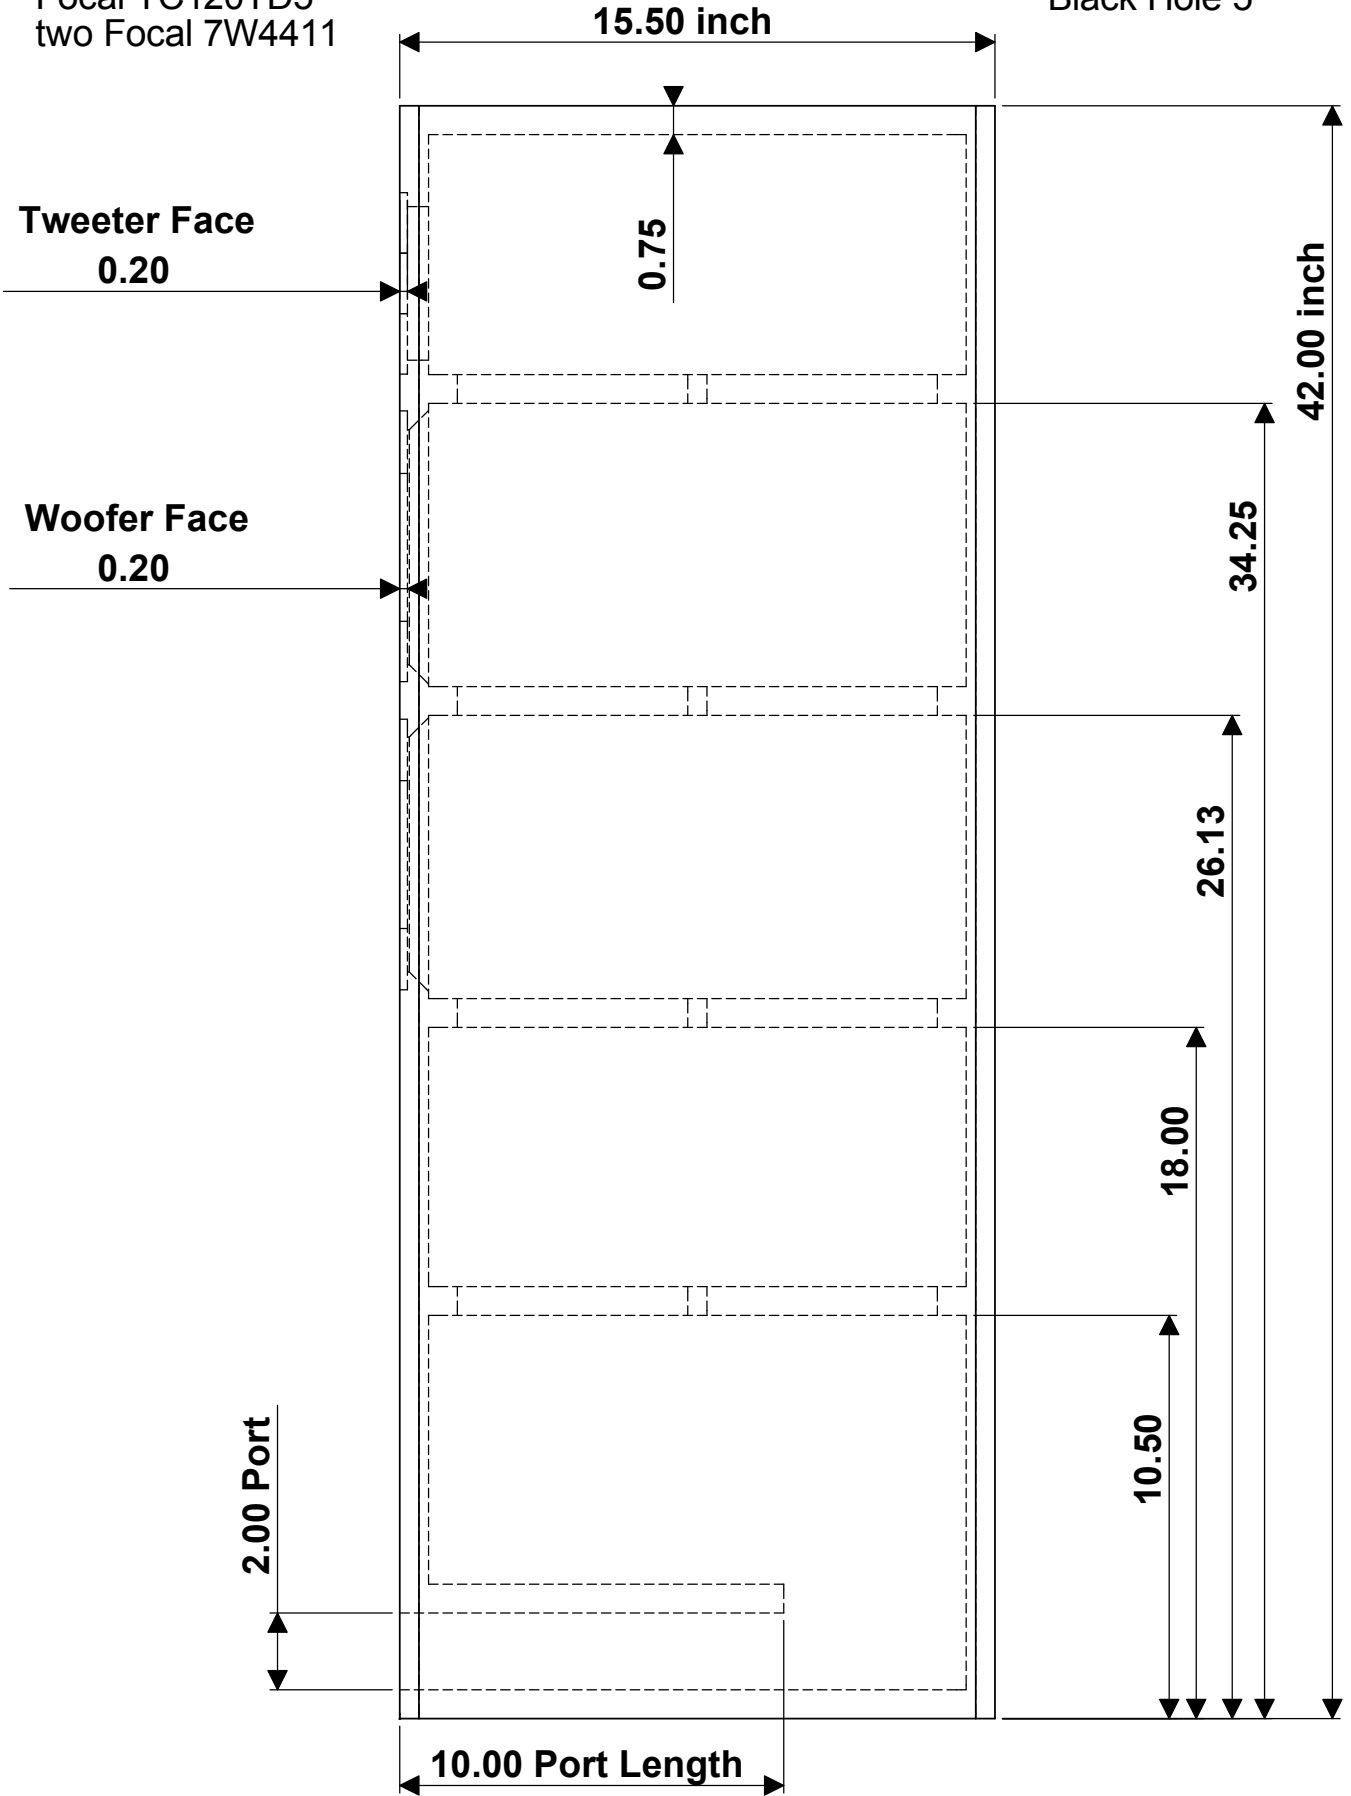 two Focal 7W4411
15.50 inch
Tweeter Face
0.20
0.75
42.00 inch
Woofer Face
0.20
34.25
26.13
18.00
10.50
2.00 Port
10.00 Port Length